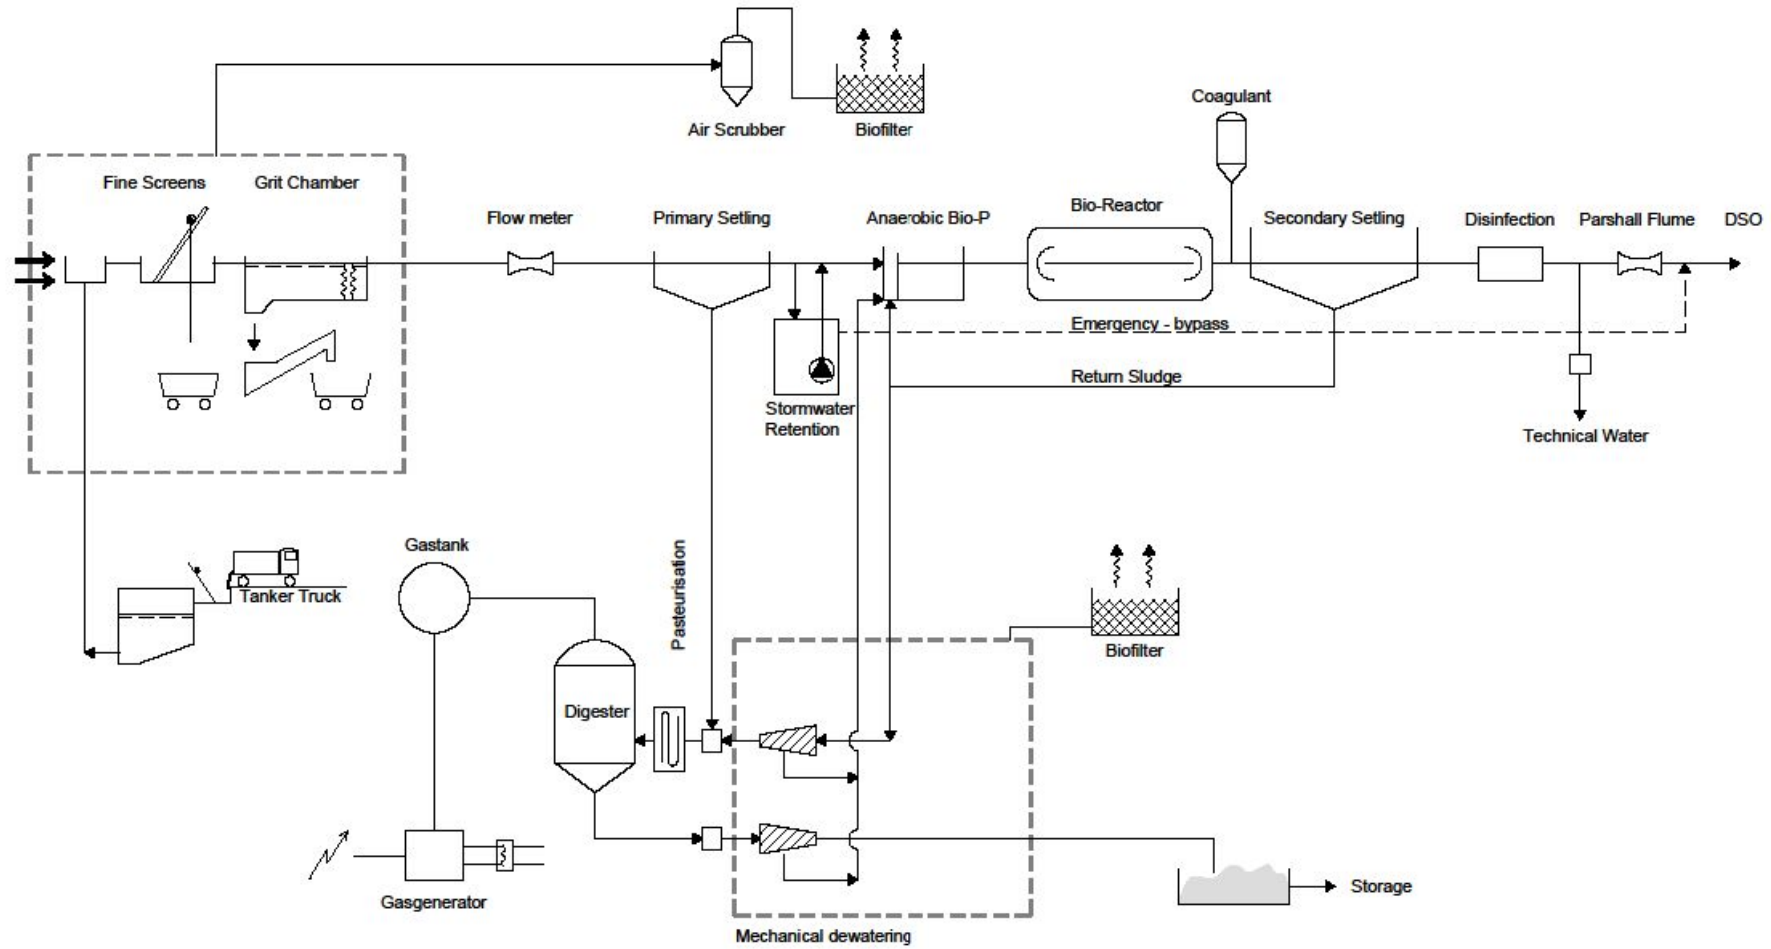 Coagulant
Air Scrubber
Biofilter
Fine Screens
Grit Chamber
Flow meter
Primary Setling
Anaerobic Bio-P
Bio-Reactor
Secondary Setling
Disinfection
Parshall Flume
DSO
Emergency - bypass
Return Sludge
Stormwater
Retention
Technical Water
Gastank
Pasteurisation
Tanker Truck
Biofilter
Digester
Gasgenerator
Storage
Mechanical dewatering